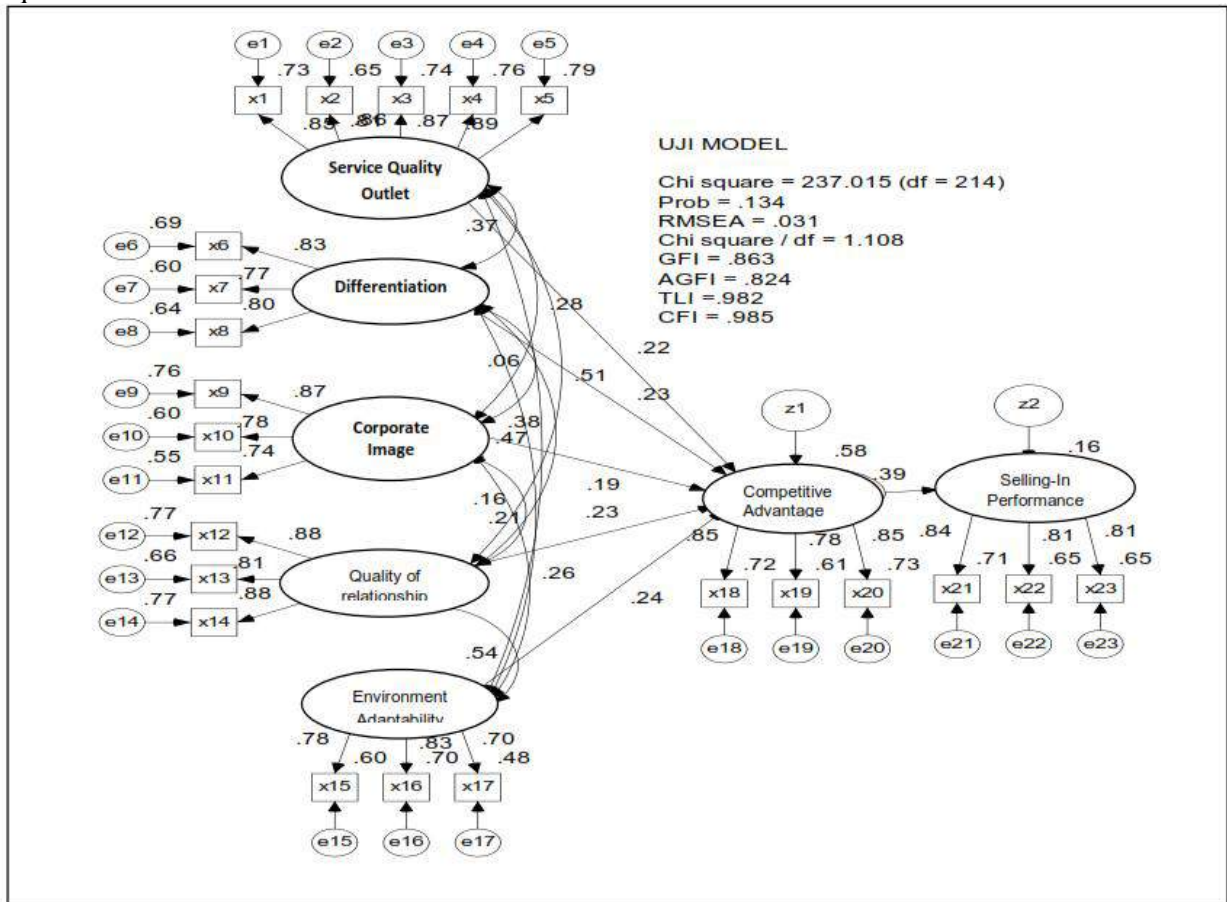 e1 e2 e3 e4 e5
.73 .65 .74 .76 .79
x1 x2 x3 x4 x5
.85 .81 .86 .87 .89
Service Quality
Outlet
UJI MODEL
Chi square = 237.015 (df = 214)
Prob = .134
RMSEA = .031
Chi square / df = 1.108
GFI = .863
AGFI = .824
TLI =.982
CFI = .985
.37
.69
e6 x6 .83
.60
e7 x7 .77
.64
e8 x8 .80
Differentiation
.28
.22
.06 .51 .23
.76
e9 x9 .87
.60
e10 x10 .78
.55
e11 x11 .74
Corporate
Image
.38
.47
.19
.16
.21
.23
z1 z2
.58 .39 .16
Competitive
Advantage
Selling-In
Performance
.85 .78 .85 .84 .81 .81
.72 .61 .73 .71 .65 .65
x18 x19 x20 x21 x22 x23
e18 e19 e20 e21 e22 e23
.77
e12 x12 .88
.66
e13 x13 .81
.77
e14 x14 .88
Quality of
relationship
.26
.24
.54
Environment
Adaptability
.78 .83 .70
.60 .70 .48
x15 x16 x17
e15 e16 e17